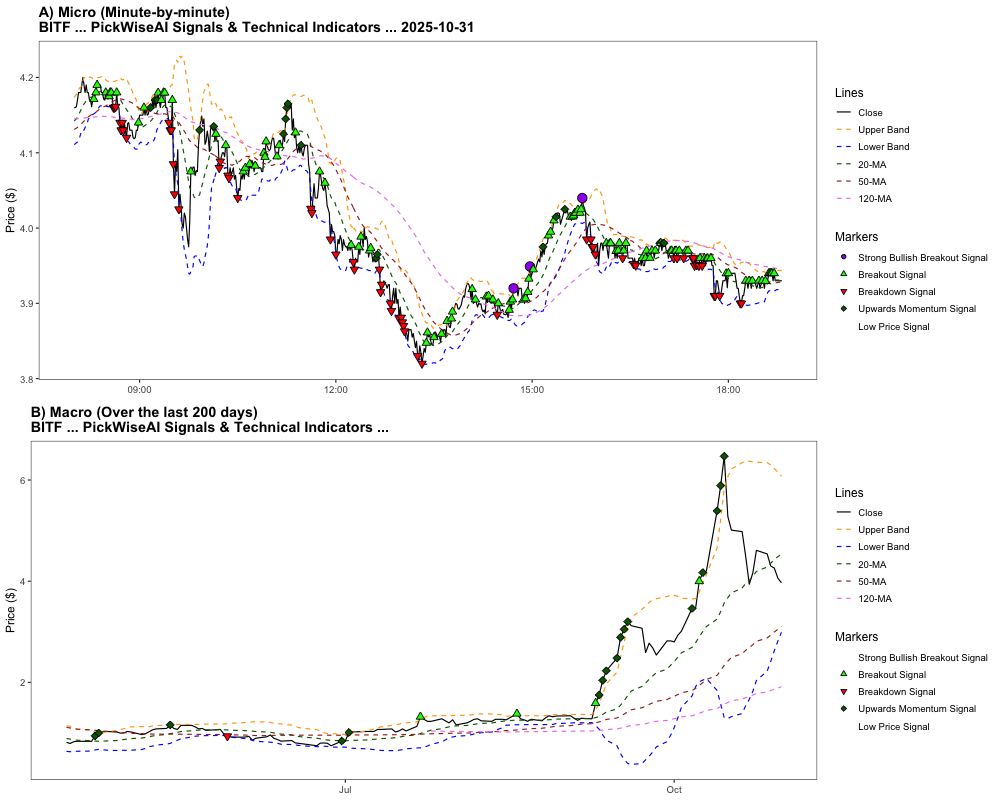 A) Micro (Minute-by-minute)
BITF ... PickWiseAI Signals & Technical Indicators ... 2025-10-31
Price ($)
4.2
4.1
4.0
3.9
3.8
09:00
12:00
15:00
18:00
Lines
Close
Upper Band
Lower Band
20-MA
50-MA
120-MA
Markers
Strong Bullish Breakout Signal
Breakout Signal
Breakdown Signal
Upwards Momentum Signal
Low Price Signal
B) Macro (Over the last 200 days)
BITF ... PickWiseAI Signals & Technical Indicators ...
Price ($)
6
4
2
Jul
Oct
Lines
Close
Upper Band
Lower Band
20-MA
50-MA
120-MA
Markers
Strong Bullish Breakout Signal
Breakout Signal
Breakdown Signal
Upwards Momentum Signal
Low Price Signal